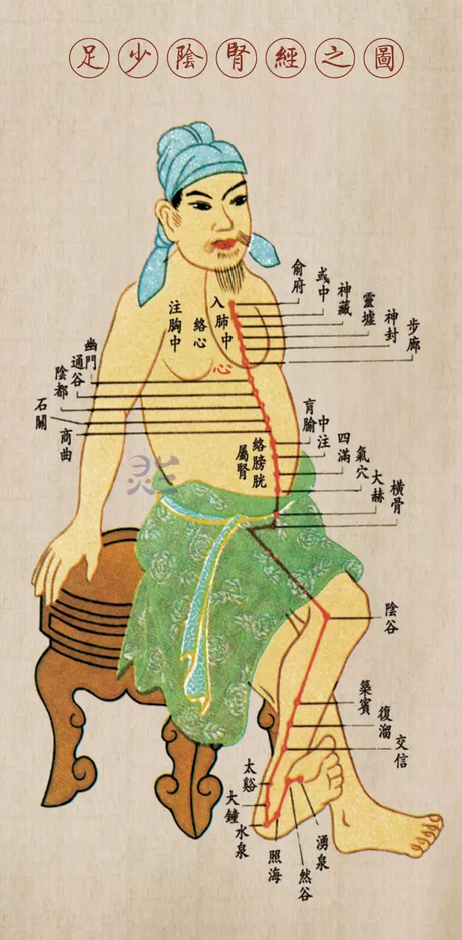 足少陰腎經之圖
俞府
彧中
神藏
靈墟
神封
步廊
入肺中
絡心
注胸中
心
幽門
通谷
陰都
石關
商曲
肓腧
中注
四滿
氣穴
大赫
橫骨
絡膀胱
屬腎
陰谷
築賓
復溜
交信
太谿
大鐘
水泉
照海
然谷
湧泉